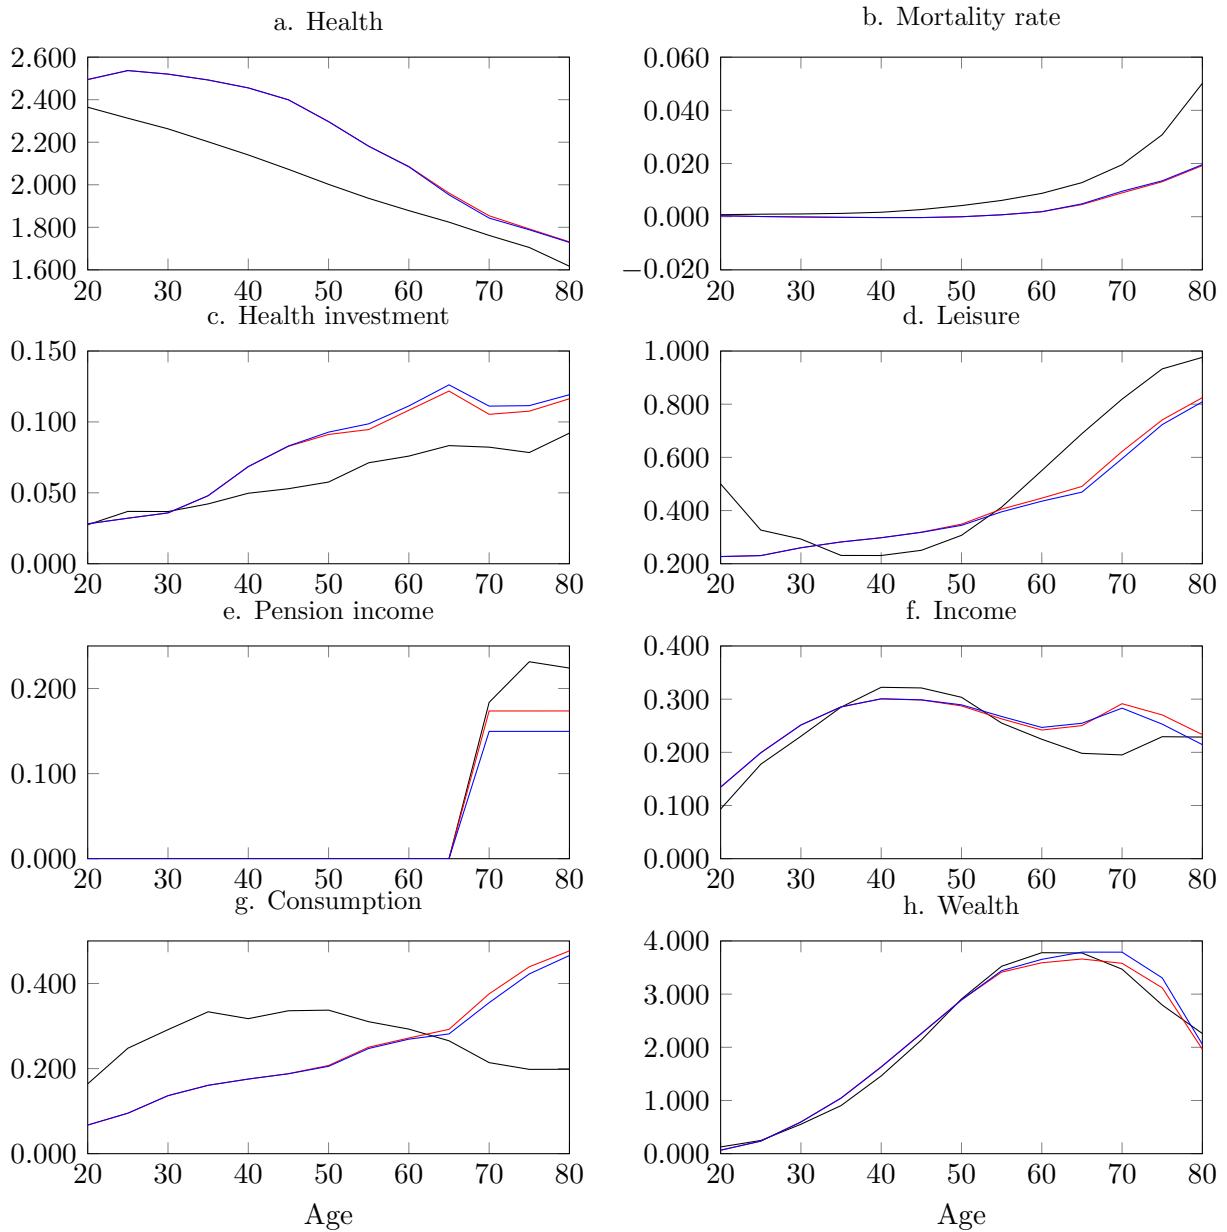 a. Health
2.600
2.400
2.200
2.000
1.800
1.600
20 30 40 50 60 70 80
b. Mortality rate
0.060
0.040
0.020
0.000
−0.020
20 30 40 50 60 70 80
c. Health investment
0.150
0.100
0.050
0.000
20 30 40 50 60 70 80
d. Leisure
1.000
0.800
0.600
0.400
0.200
20 30 40 50 60 70 80
e. Pension income
0.200
0.100
0.000
20 30 40 50 60 70 80
f. Income
0.400
0.300
0.200
0.100
0.000
20 30 40 50 60 70 80
g. Consumption
0.400
0.200
0.000
20 30 40 50 60 70 80
Age
h. Wealth
4.000
3.000
2.000
1.000
0.000
20 30 40 50 60 70 80
Age